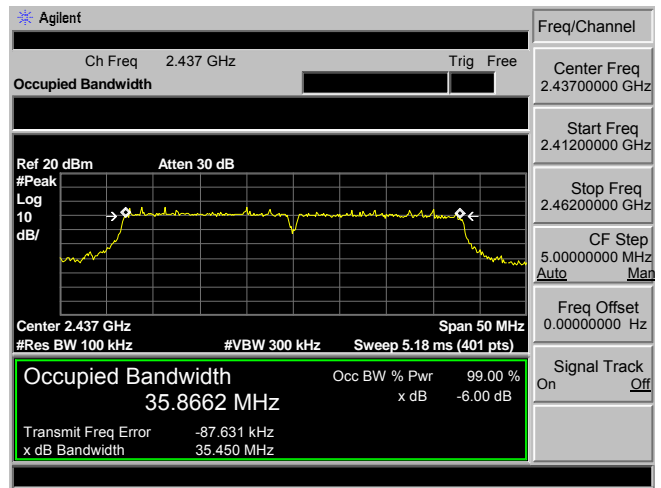 Agilent
Freq/Channel
Ch Freq 2.437 GHz Trig Free
Occupied Bandwidth
Center Freq
2.43700000 GHz
Start Freq
2.41200000 GHz
Stop Freq
2.46200000 GHz
CF Step
5.00000000 MHz
Auto Man
Freq Offset
0.00000000 Hz
Signal Track
On Off
Ref 20 dBm Atten 30 dB
#Peak
Log
10
dB/
Center 2.437 GHz Span 50 MHz
#Res BW 100 kHz #VBW 300 kHz Sweep 5.18 ms (401 pts)
Occupied Bandwidth Occ BW % Pwr 99.00 %
35.8662 MHz x dB -6.00 dB
Transmit Freq Error -87.631 kHz
x dB Bandwidth 35.450 MHz